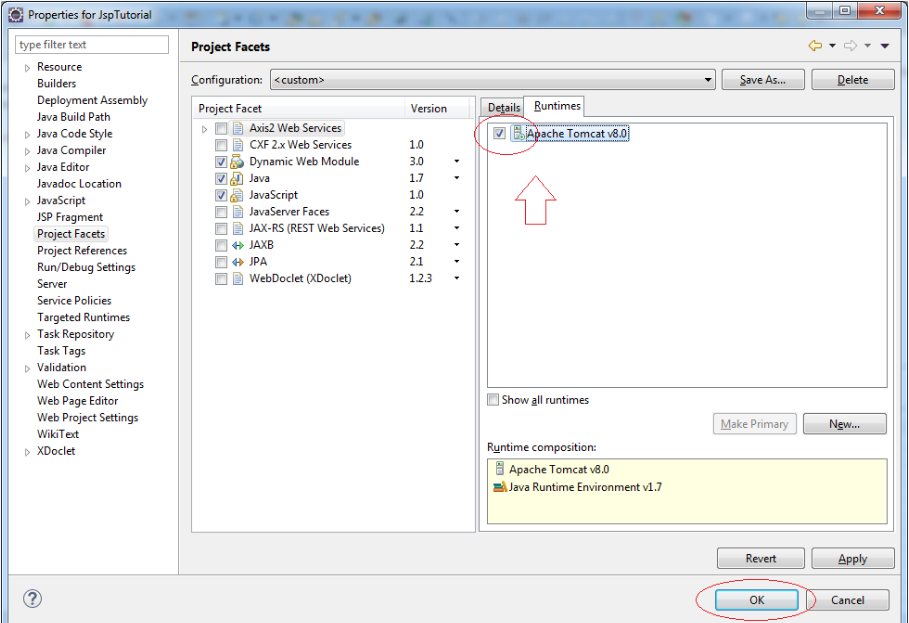 Properties for JspTutorial
type filter text
Resource
Builders
Deployment Assembly
Java Build Path
Java Code Style
Java Compiler
Java Editor
Javadoc Location
JavaScript
JSP Fragment
Project Facets
Project References
Run/Debug Settings
Server
Service Policies
Targeted Runtimes
Task Repository
Task Tags
Validation
Web Content Settings
Web Page Editor
Web Project Settings
WikiText
XDoclet
Project Facets
Configuration: <custom> Save As... Delete
Project Facet Version
Axis2 Web Services
CXF 2.x Web Services 1.0
Dynamic Web Module 3.0
Java 1.7
JavaScript 1.0
JavaServer Faces 2.2
JAX-RS (REST Web Services) 1.1
JAXB 2.2
JPA 2.1
WebDoclet (XDoclet) 1.2.3
Details Runtimes
Apache Tomcat v8.0
Show all runtimes
Make Primary New...
Runtime composition:
Apache Tomcat v8.0
Java Runtime Environment v1.7
Revert Apply
? OK Cancel